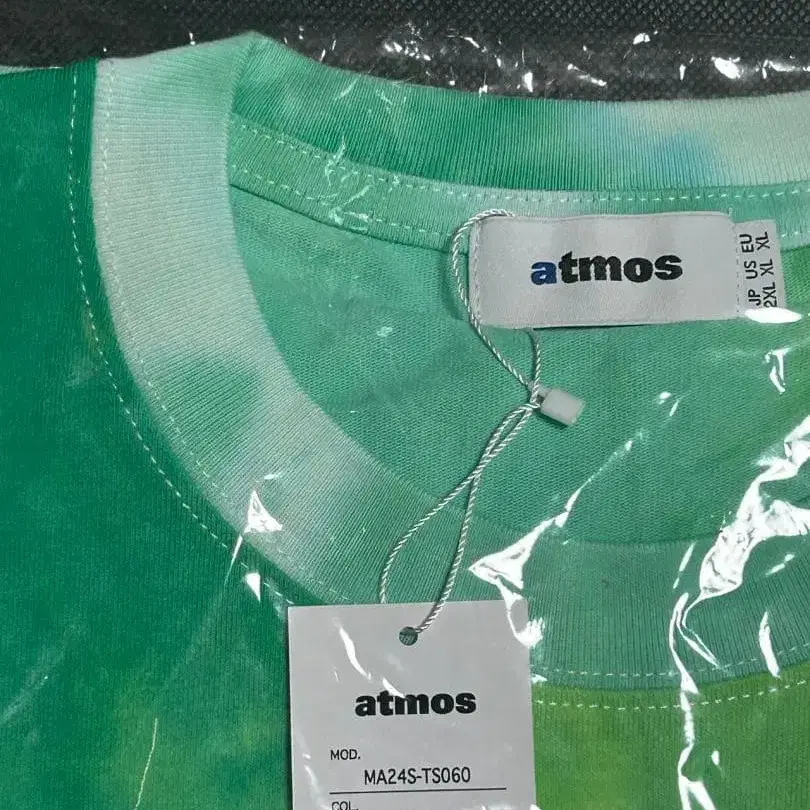 atmos
JP US EU
2XL XL XL
atmos
MOD.
MA24S-TS060
COL.